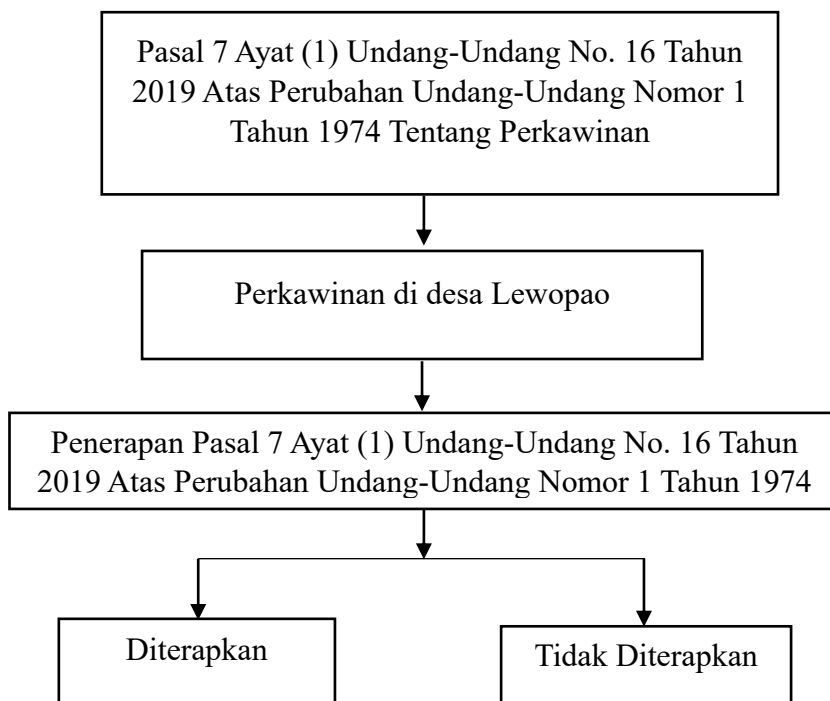 Pasal 7 Ayat (1) Undang-Undang No. 16 Tahun
2019 Atas Perubahan Undang-Undang Nomor 1
Tahun 1974 Tentang Perkawinan
Perkawinan di desa Lewopao
Penerapan Pasal 7 Ayat (1) Undang-Undang No. 16 Tahun
2019 Atas Perubahan Undang-Undang Nomor 1 Tahun 1974
Diterapkan
Tidak Diterapkan